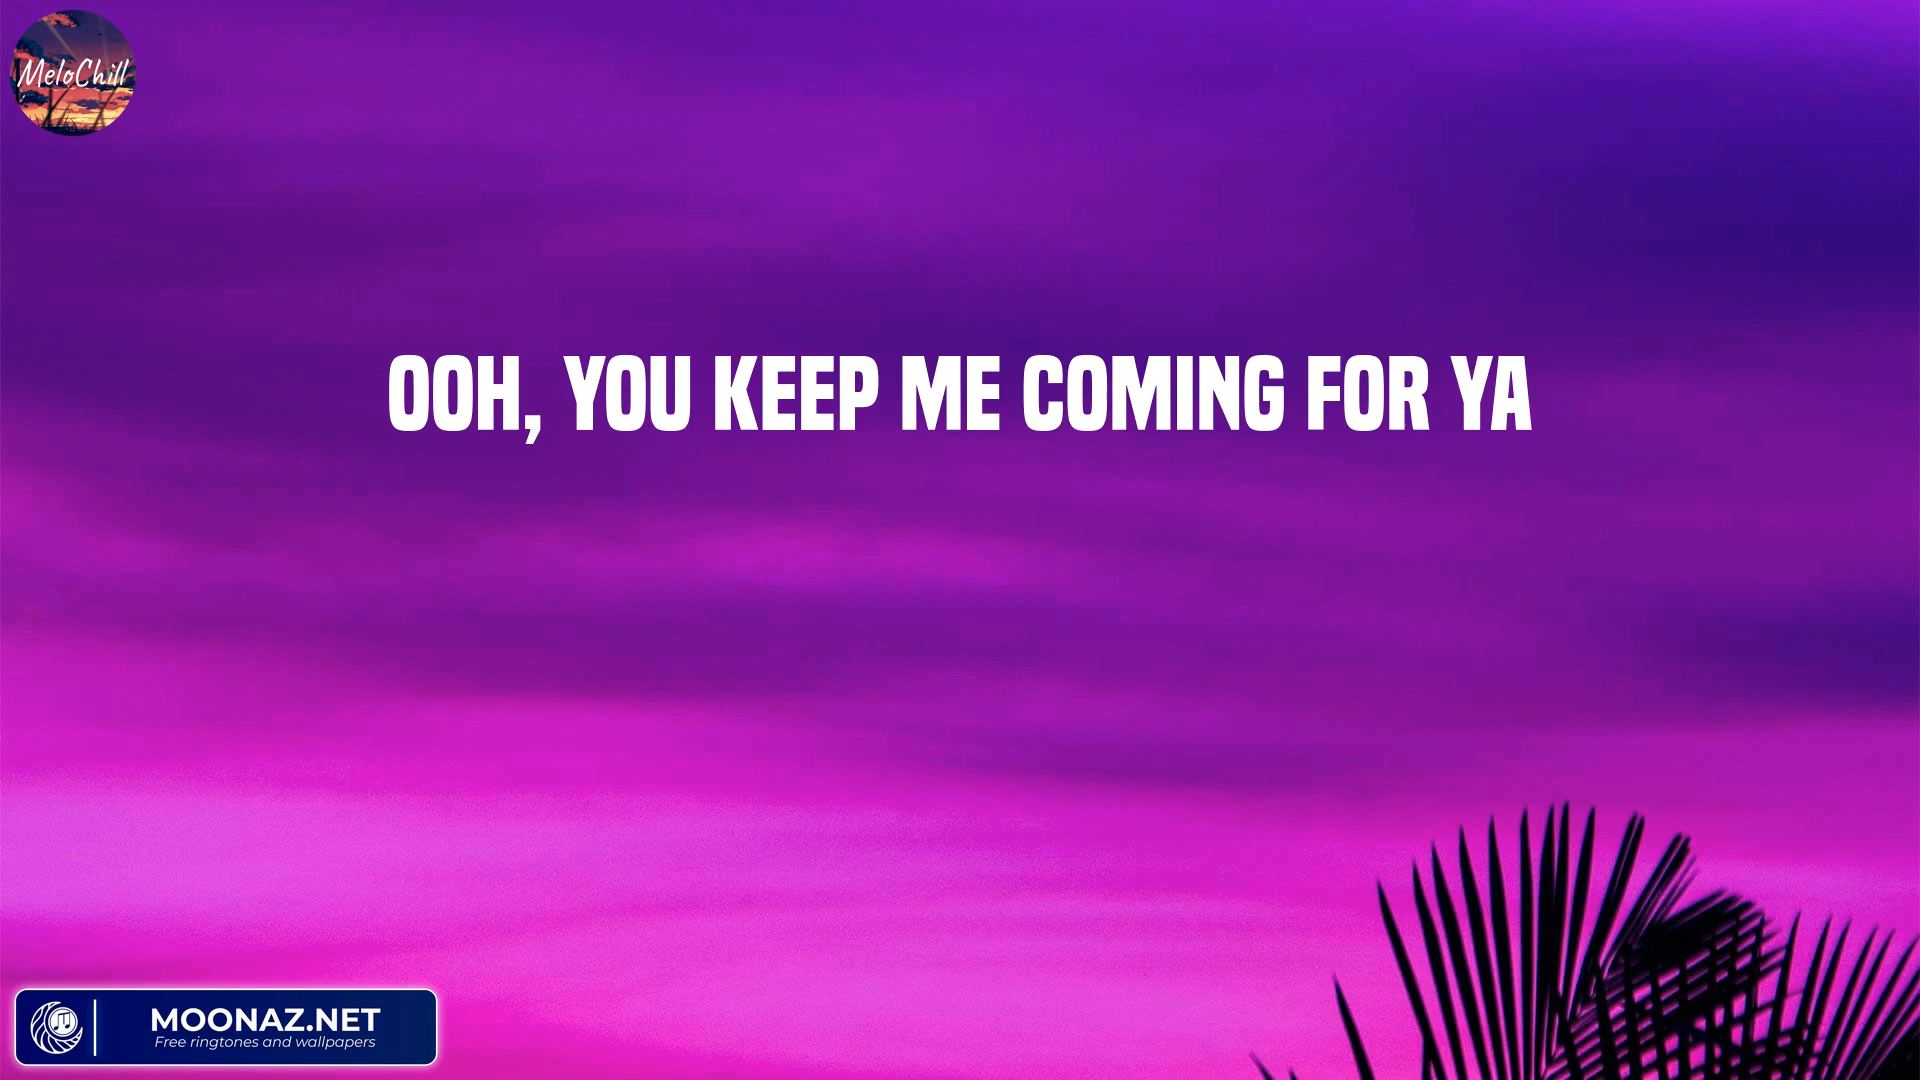 MeloChill
OOH, YOU KEEP ME COMING FOR YA
MOONAZ.NET
Free ringtones and wallpapers